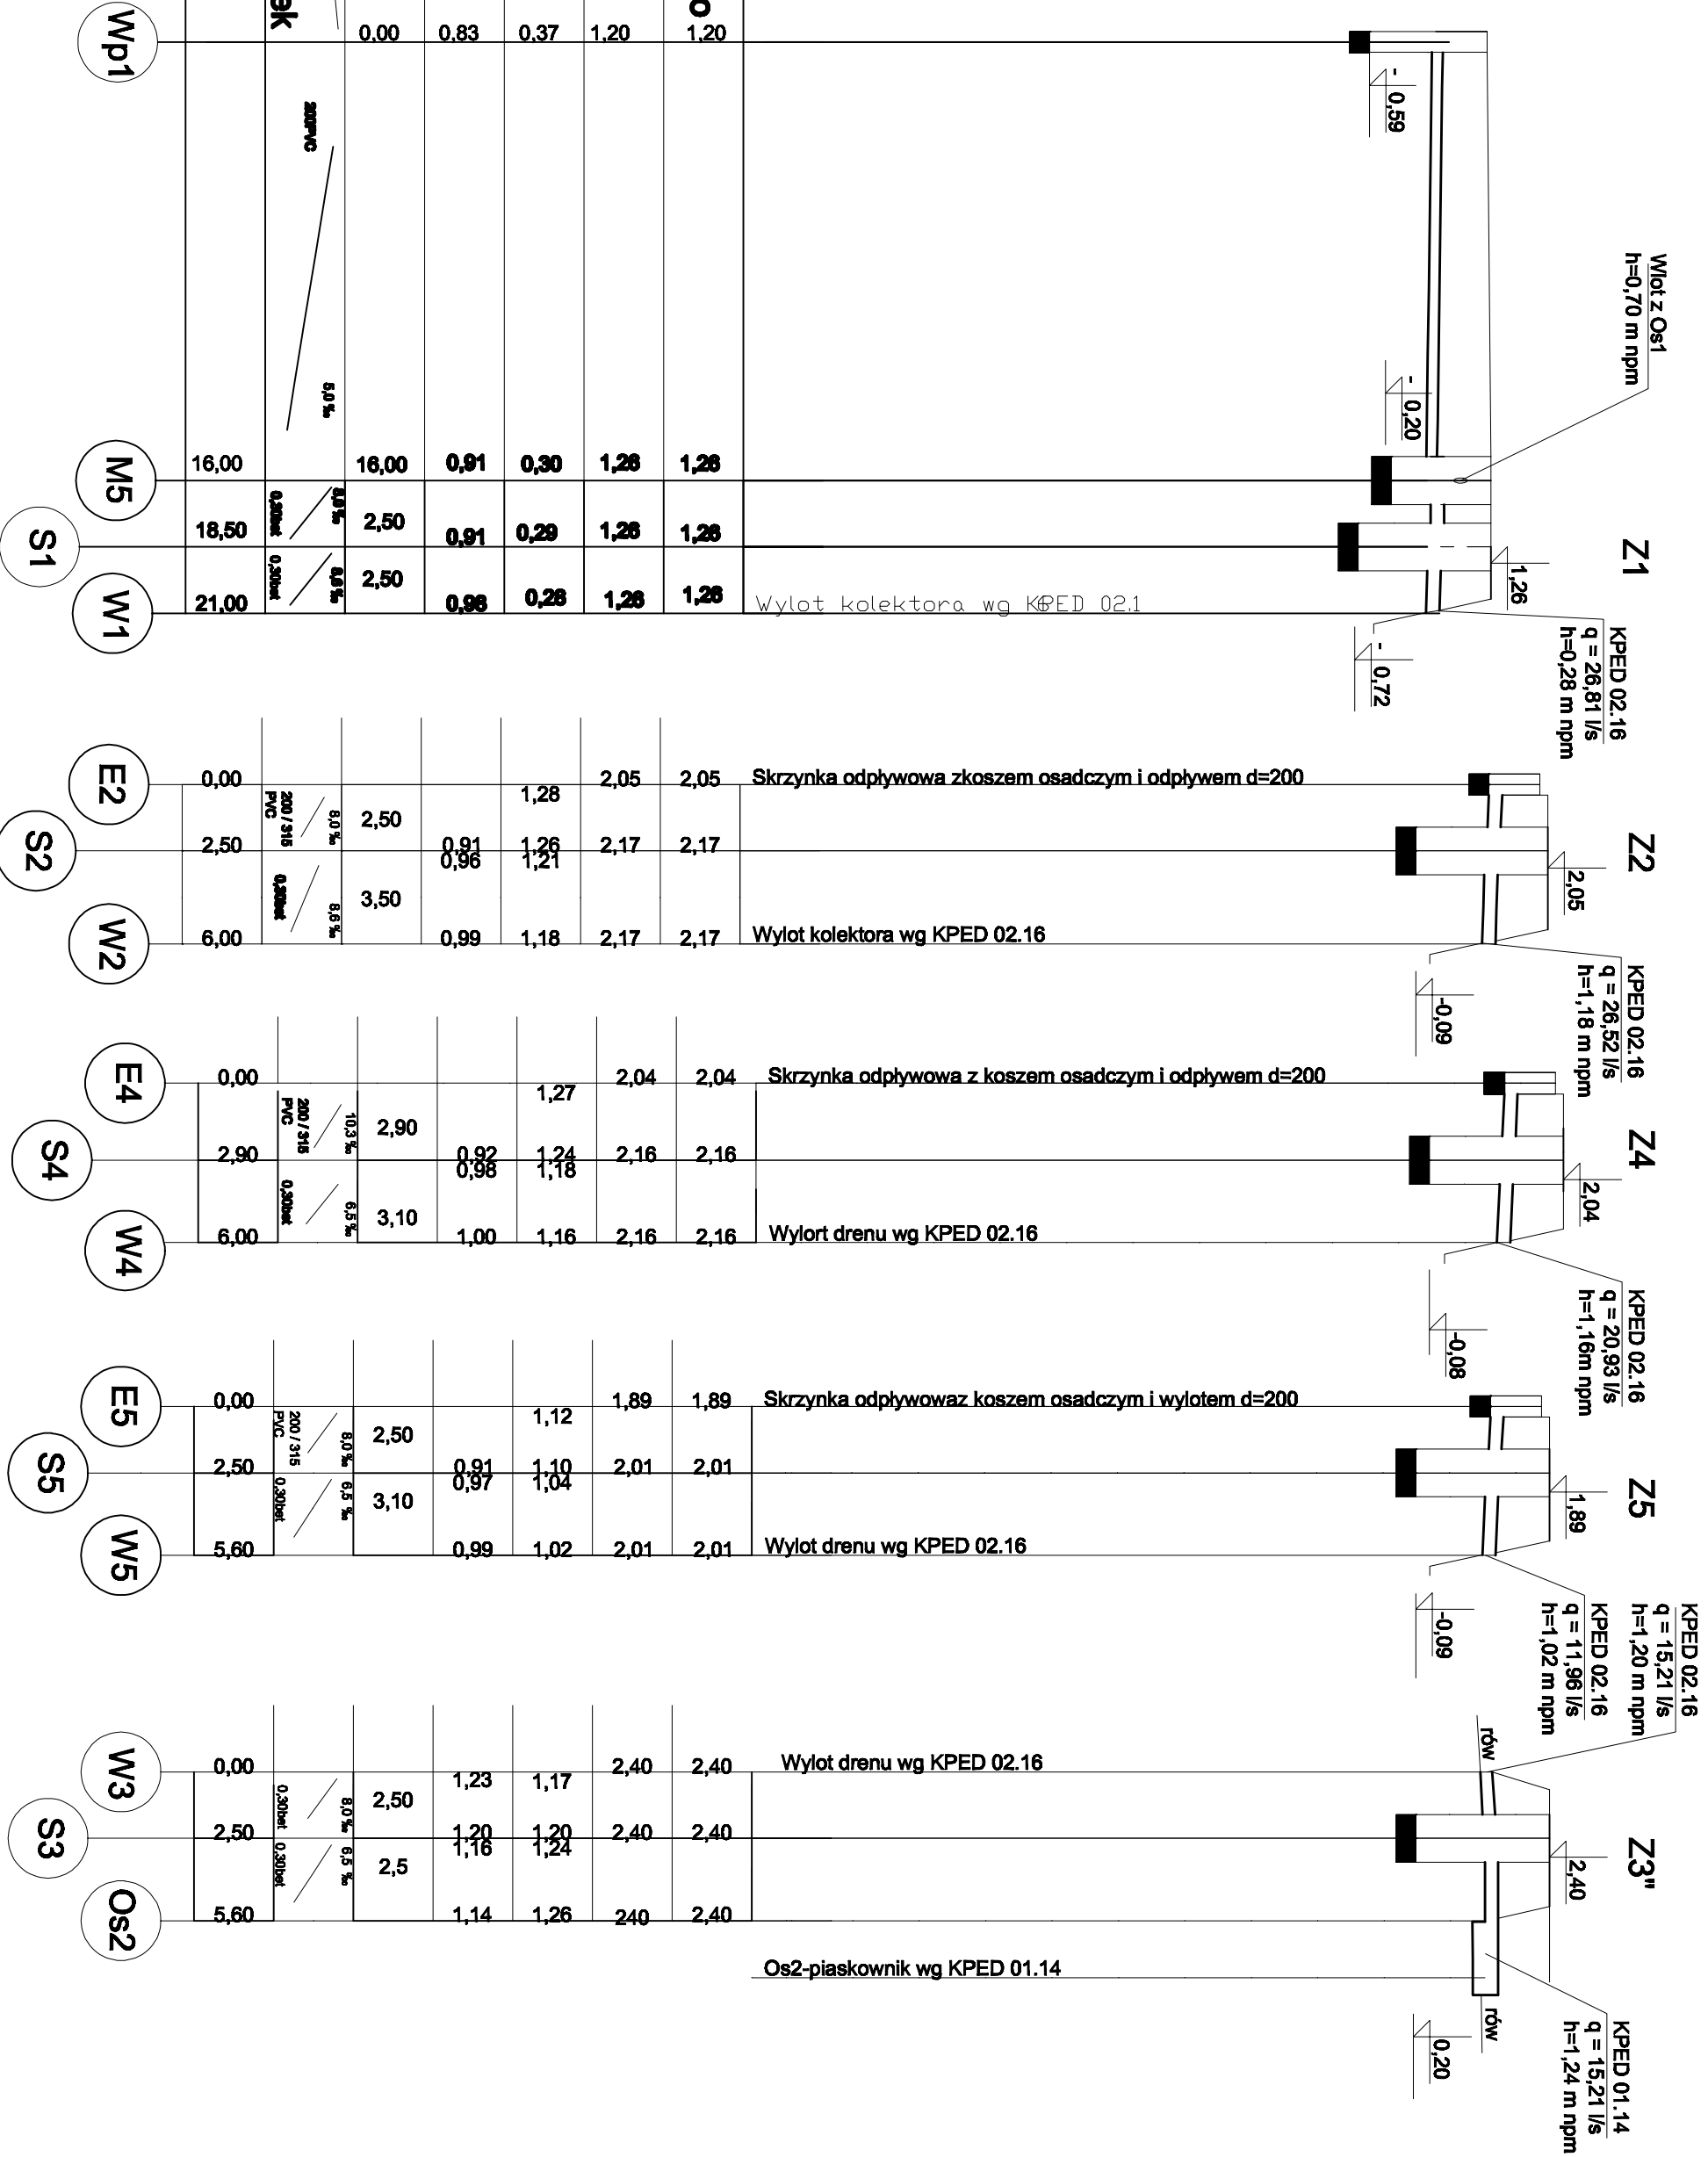 ek
o
Wp1
0,00
0,83
0,37
1,20
1,20
- 0,59
200PVC
5,0 ‰
- 0,20
Wlot z Os1
h=0,70 m npm
M5
16,00
16,00
0,91
0,30
1,26
1,26
0,30bet
8,0 ‰
2,50
S1
18,50
0,91
0,29
1,26
1,26
0,30bet
8,6 ‰
2,50
W1
21,00
0,98
0,28
1,26
1,26
Wylot kolektora wg KPED 02.1
6
Z1
1,26
- 0,72
KPED 02.16
q = 26,81 l/s
h=0,28 m npm
E2
0,00
1,28
2,05
2,05
Skrzynka odpływowa zkoszem osadczym i odpływem d=200
200 / 315
PVC
8,0 ‰
2,50
S2
2,50
0,91
1,26
2,17
2,17
0,96
1,21
0,30bet
8,6 ‰
3,50
W2
6,00
0,99
1,18
2,17
2,17
Wylot kolektora wg KPED 02.16
Z2
2,05
-0,09
KPED 02.16
q = 26,52 l/s
h=1,18 m npm
E4
0,00
1,27
2,04
2,04
Skrzynka odpływowa z koszem osadczym i odpływem d=200
200 / 315
PVC
10,3 ‰
2,90
S4
2,90
0,92
1,24
2,16
2,16
0,98
1,18
0,30bet
6,5 ‰
3,10
W4
6,00
1,00
1,16
2,16
2,16
Wylort drenu wg KPED 02.16
Z4
2,04
-0,08
KPED 02.16
q = 20,93 l/s
h=1,16m npm
E5
0,00
1,12
1,89
1,89
Skrzynka odpływowaz koszem osadczym i wylotem d=200
200 / 315
PVC
8,0 ‰
2,50
S5
2,50
0,91
1,10
2,01
2,01
0,97
1,04
0,30bet
6,5 ‰
3,10
W5
5,60
0,99
1,02
2,01
2,01
Wylot drenu wg KPED 02.16
Z5
1,89
-0,09
KPED 02.16
q = 11,96 l/s
h=1,02 m npm
KPED 02.16
q = 15,21 l/s
h=1,20 m npm
W3
0,00
1,23
1,17
2,40
2,40
Wylot drenu wg KPED 02.16
rów
0,30bet
8,0 ‰
2,50
S3
2,50
1,20
1,20
2,40
2,40
1,16
1,24
0,30bet
6,5 ‰
2,5
Os2
5,60
1,14
1,26
240
2,40
Os2-piaskownik wg KPED 01.14
Z3"
2,40
rów
0,20
KPED 01.14
q = 15,21 l/s
h=1,24 m npm